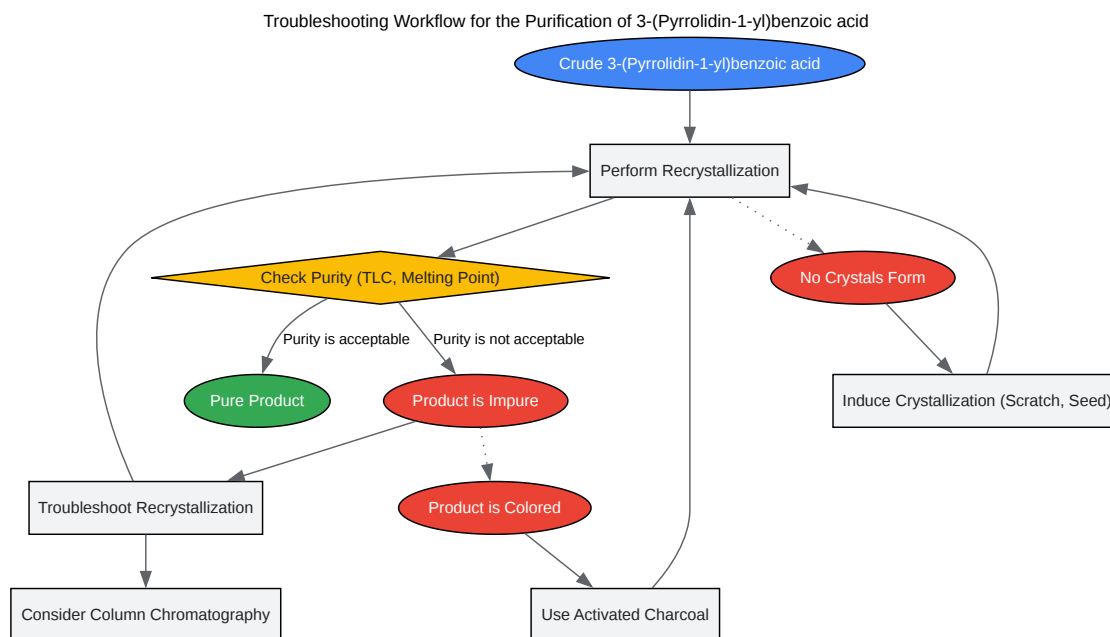 Troubleshooting Workflow for the Purification of 3-(Pyrrolidin-1-yl)benzoic acid
Crude 3-(Pyrrolidin-1-yl)benzoic acid
Perform Recrystallization
Check Purity (TLC, Melting Point)
No Crystals Form
Purity is acceptable
Purity is not acceptable
Pure Product
Product is Impure
Induce Crystallization (Scratch, Seed)
Troubleshoot Recrystallization
Product is Colored
Consider Column Chromatography
Use Activated Charcoal